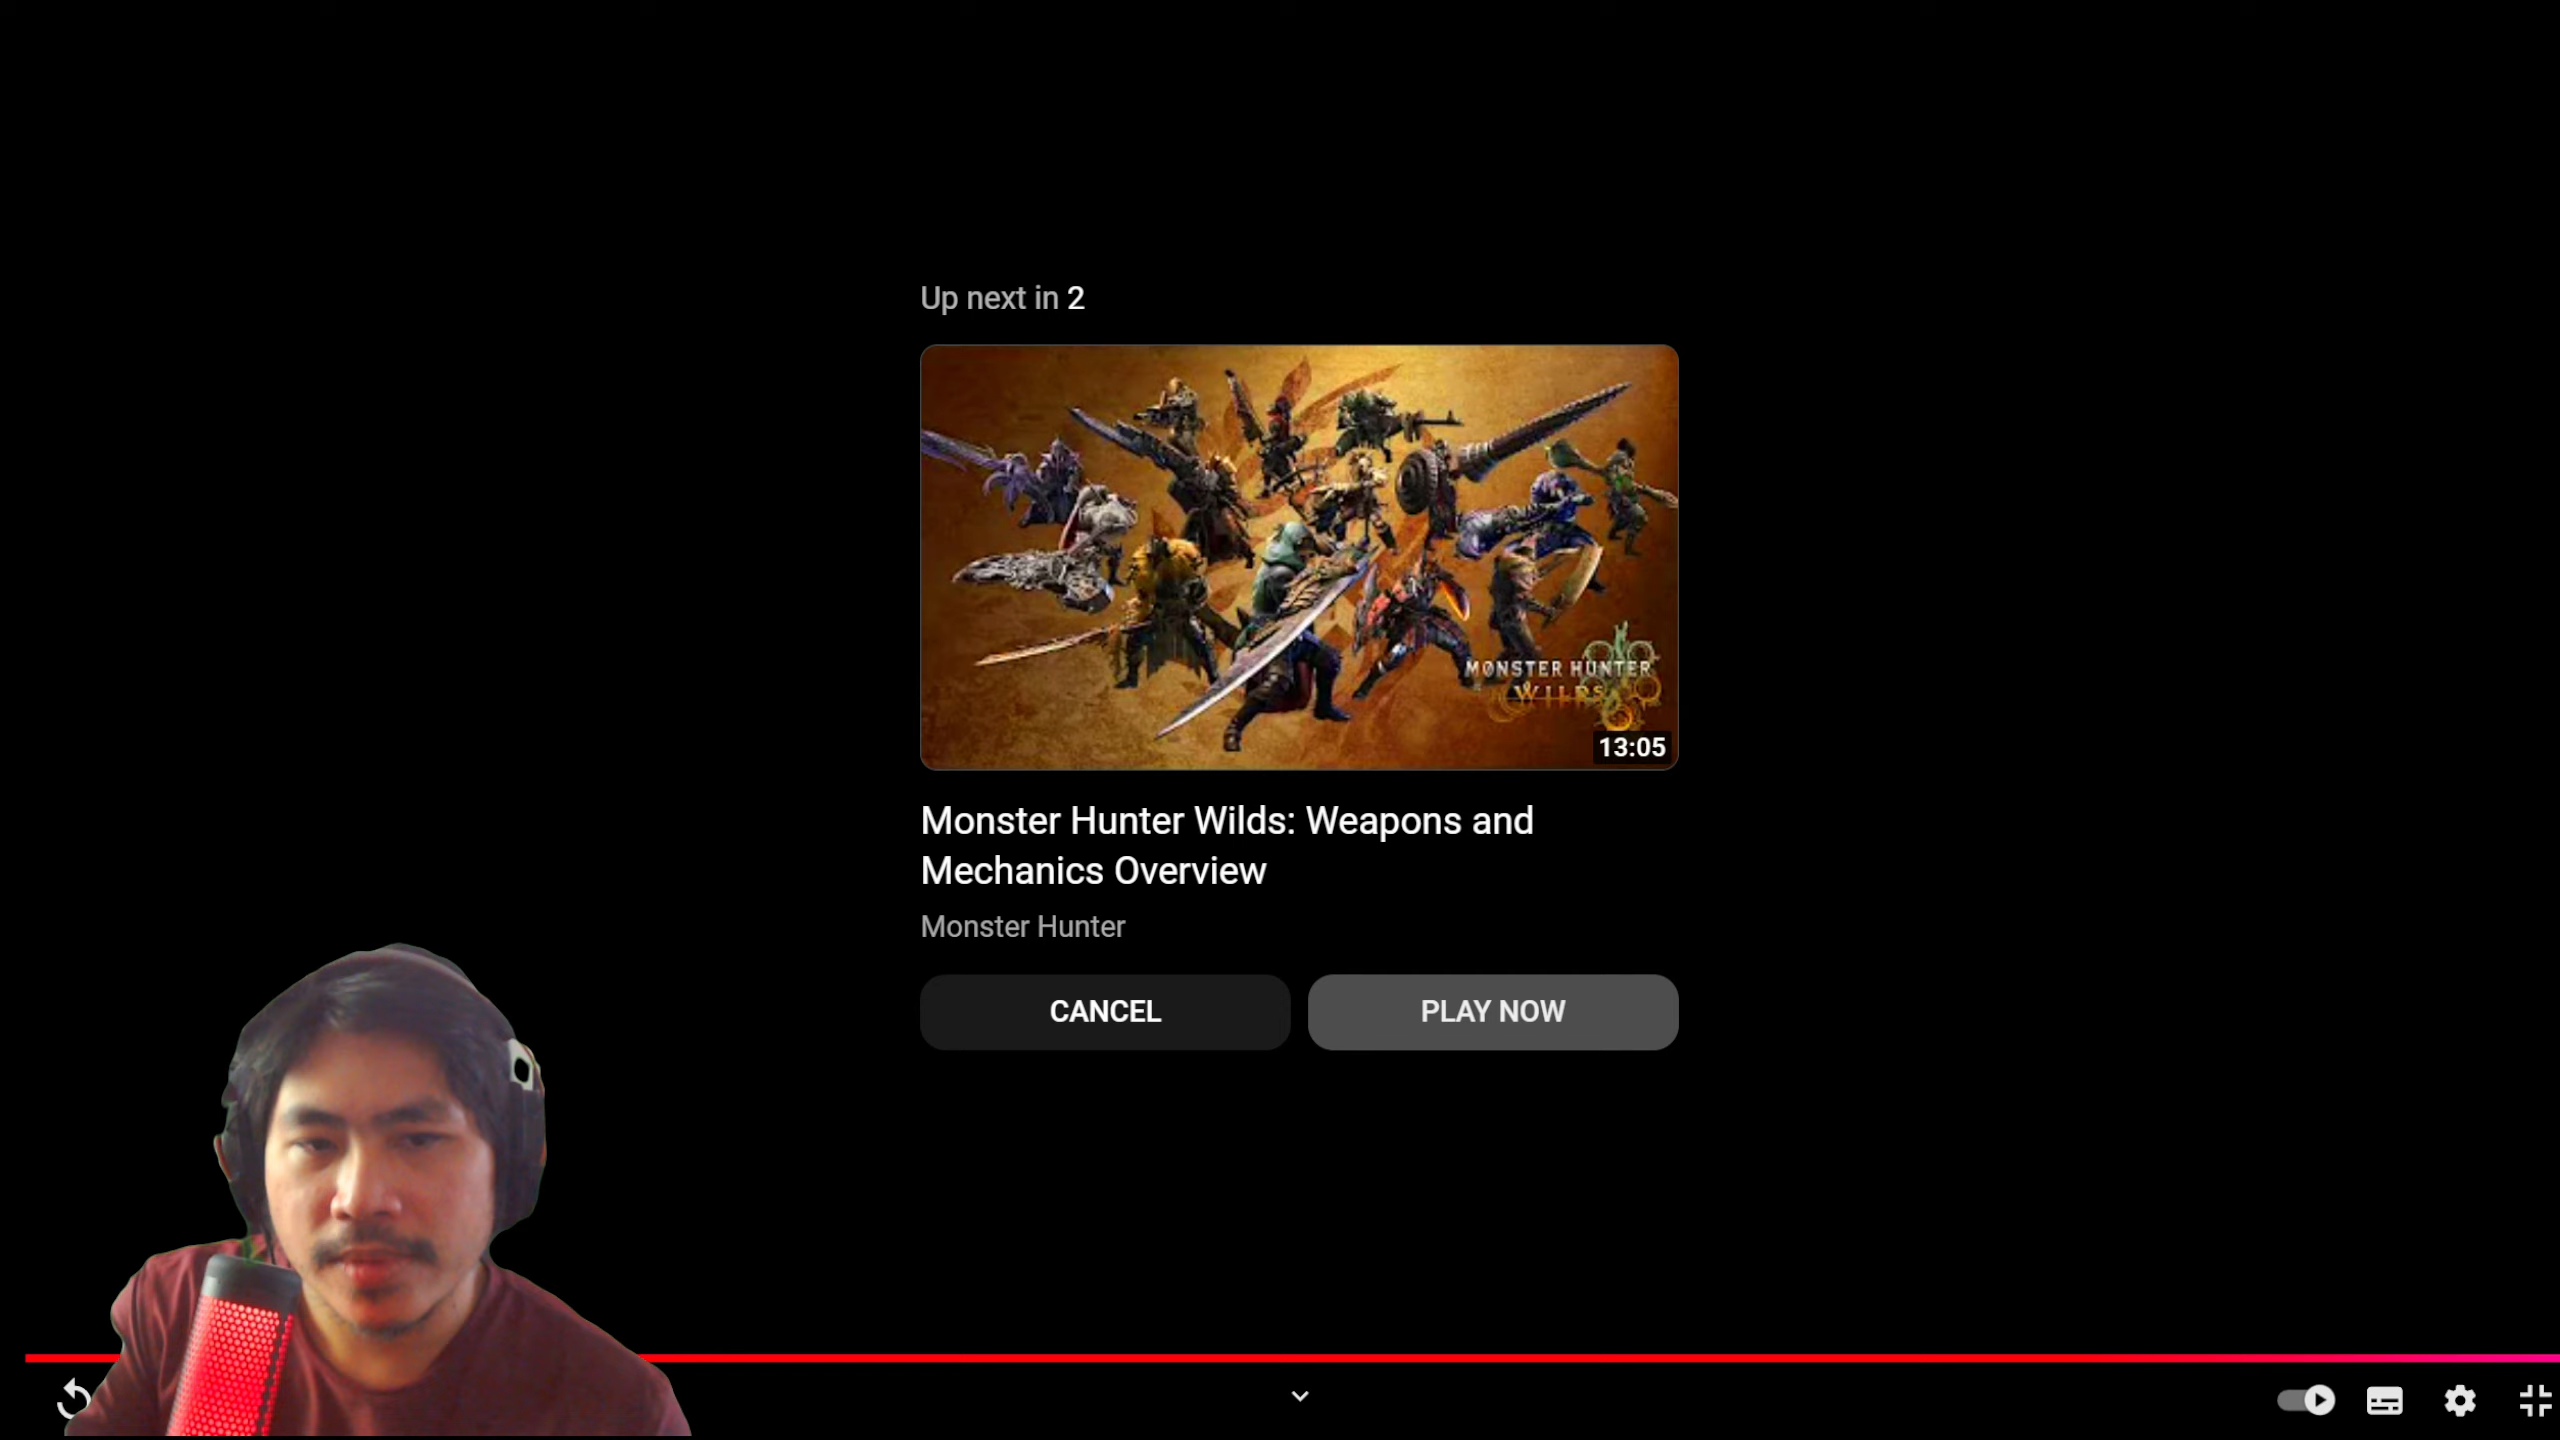 Up next in 2
MONSTER HUNTER
WILDS
13:05
Monster Hunter Wilds: Weapons and
Mechanics Overview
Monster Hunter
CANCEL
PLAY NOW